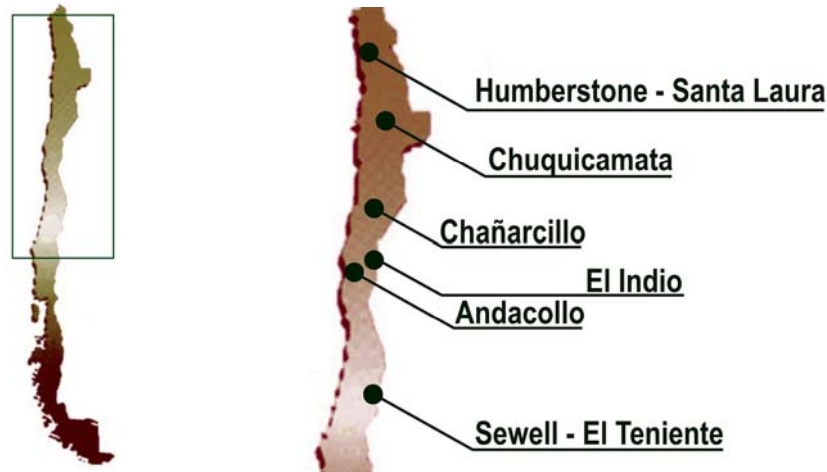 Humberstone - Santa Laura
Chuquicamata
Chañarcillo
El Indio
Andacollo
Sewell - El Teniente